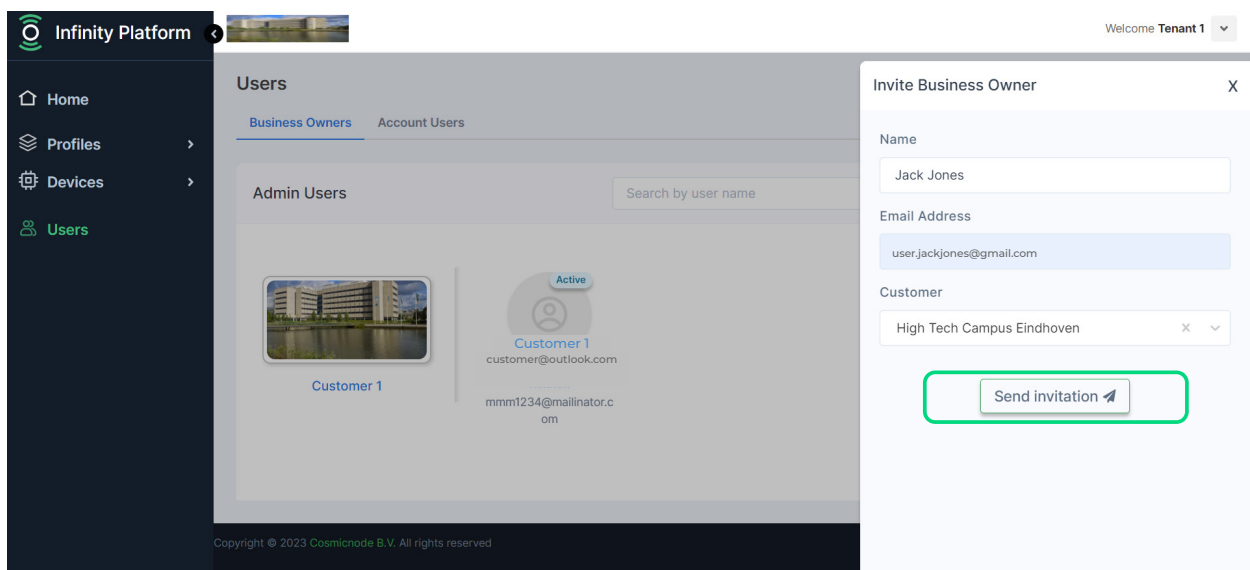 Infinity Platform
Welcome Tenant 1
Home
Profiles
Devices
Users
Users
Business Owners Account Users
Admin Users
Search by user name
Active
Customer 1
customer@outlook.com
mmm1234@mailinator.c
om
Customer 1
Invite Business Owner X
Name
Jack Jones
Email Address
user.jackjones@gmail.com
Customer
High Tech Campus Eindhoven
Send invitation
Copyright © 2023 Cosmicnode B.V. All rights reserved